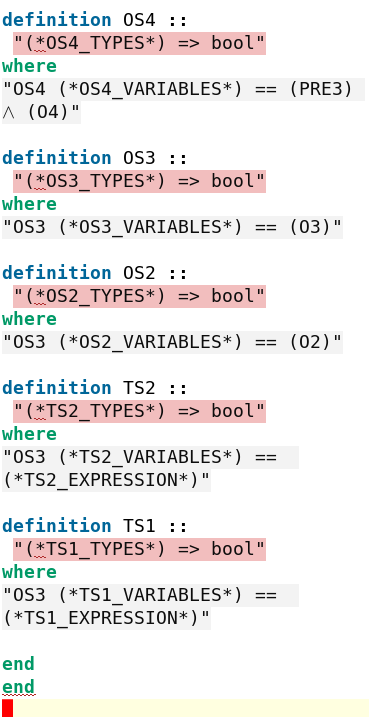 definition OS4 ::
"(*OS4_TYPES*) => bool"
where
"OS4 (*OS4_VARIABLES*) == (PRE3)
∧ (O4)"
definition OS3 ::
"(*OS3_TYPES*) => bool"
where
"OS3 (*OS3_VARIABLES*) == (O3)"
definition OS2 ::
"(*OS2_TYPES*) => bool"
where
"OS3 (*OS2_VARIABLES*) == (O2)"
definition TS2 ::
"(*TS2_TYPES*) => bool"
where
"OS3 (*TS2_VARIABLES*) ==
(*TS2_EXPRESSION*)"
definition TS1 ::
"(*TS1_TYPES*) => bool"
where
"OS3 (*TS1_VARIABLES*) ==
(*TS1_EXPRESSION*)"
end
end